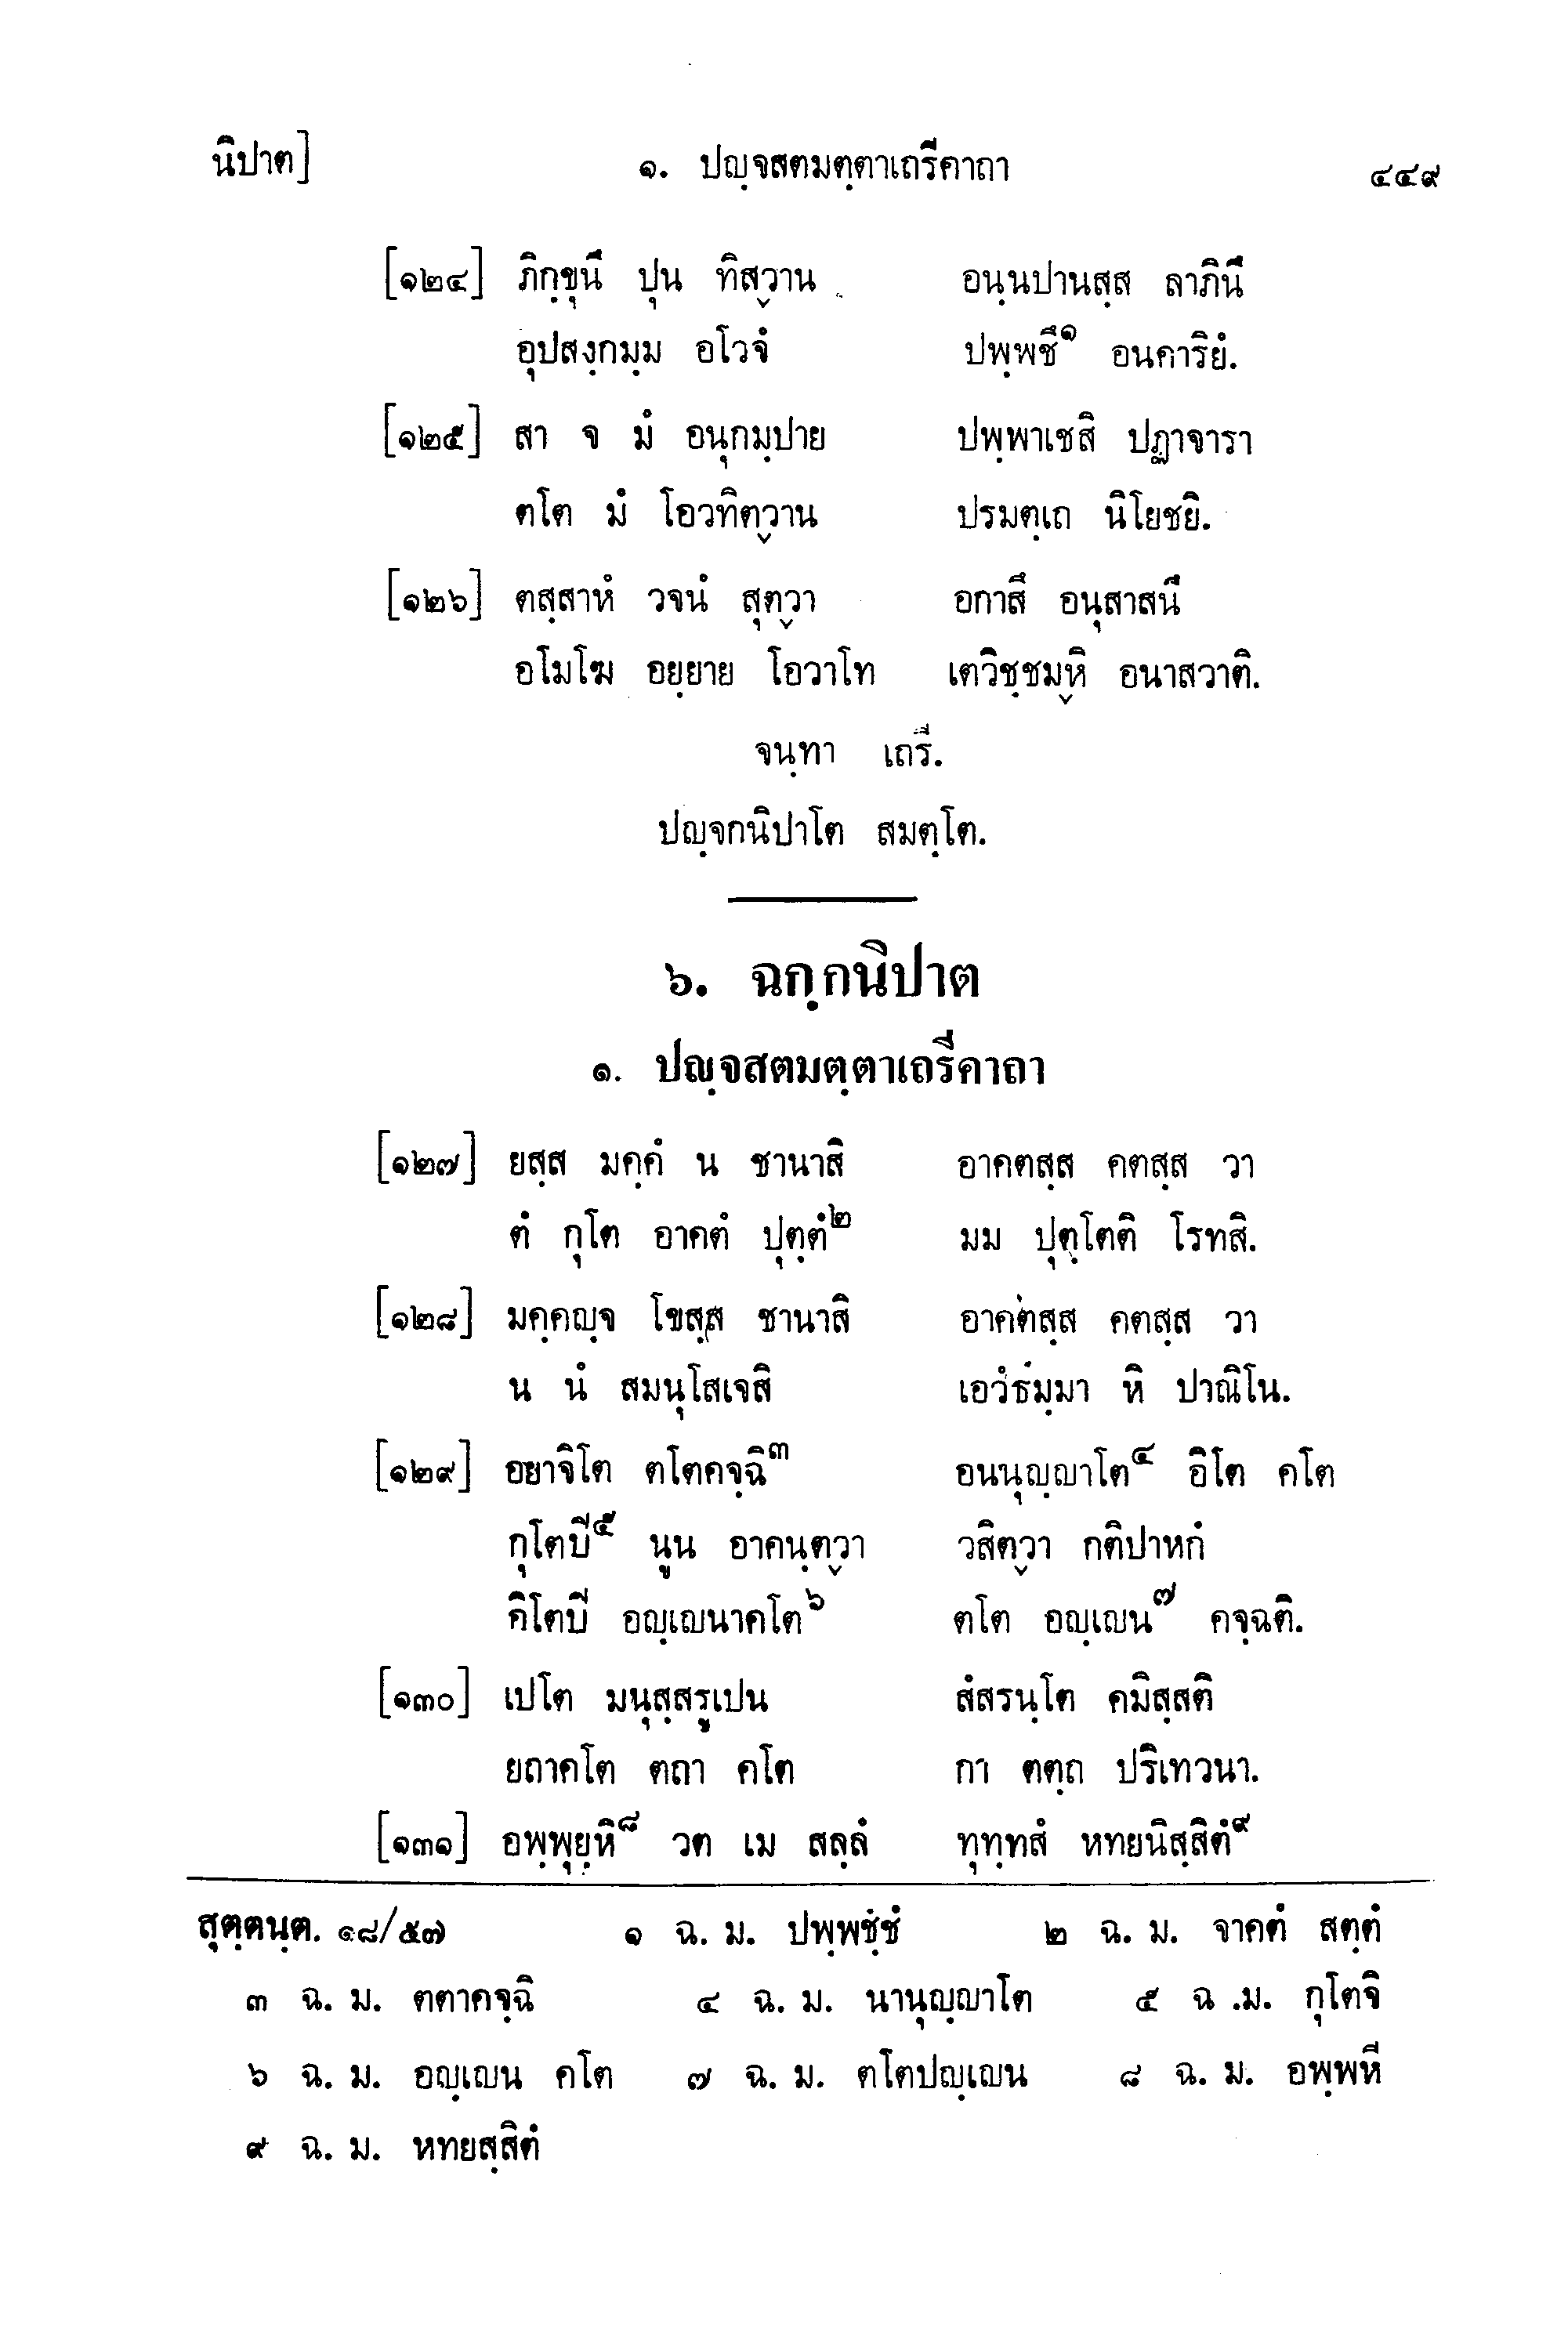 นิปาต] ๑. ปญฺจสตมตฺตาเถรีคาถา ๔๔๙
[๑๒๔] ภิกฺขุนึ ปุน ทิสฺวาน อนฺนปานสฺส ลาภินึ
อุปสงฺกมฺม อโวจํ ปพฺพชึ๑ อนคาริยํ.
[๑๒๕] สา จ มํ อนุกมฺปาย ปพฺพาเชสิ ปฏาจารา
ตโต มํ โอวทิตฺวาน ปรมตฺเถ นิโยชยิ.
[๑๒๖] ตสฺสาหํ วจนํ สุตฺวา อกาสึ อนุสาสนึ
อโมโฆ อยฺยาย โอวาโท เตวิชฺชมฺหิ อนาสวาติ.
จนฺทา เถรี.
ปญฺจกนิปาโต สมตฺโต.
๖. ฉกฺกนิปาต
๑. ปญฺจสตมตฺตาเถรีคาถา
[๑๒๗] ยสฺส มคฺคํ น ชานาสิ อาคตสฺส คตสฺส วา
ตํ กุโต อาคตํ ปุตฺตํ๒ มม ปุตฺโตติ โรทสิ.
[๑๒๘] มคฺคญฺจ โขสฺส ชานาสิ อาคตสฺส คตสฺส วา
น นํ สมนุโสเจสิ เอวํธมฺมา หิ ปาณิโน.
[๑๒๙] อยาจิโต ตโตคจฺฉิ๓ อนนุญฺญาโต๔ อิโต คโต
กุโตปิ๕ นูน อาคนฺตฺวา วสิตฺวา กติปาหกํ
คิโตปิ อญฺเญนาคโต๖ ตโต อญฺเญน๗ คจฺฉติ.
[๑๓๐] เปโต มนุสฺสรูเปน สํสรนฺโต คมิสฺสติ
ยถาคโต ตถา คโต กา ตตฺถ ปริเทวนา.
[๑๓๑] อพฺพุยฺหิ๘ วต เม สลฺลํ ทุทฺทสํ หทยนิสฺสิตํ๙
สุตฺตนฺต. ๑๘/๕๗ ๑ ฉ. ม. ปพฺพชฺชํ ๒ ฉ. ม. จาคตํ สตฺตํ
๓ ฉ. ม. ตตาคจฺฉิ ๔ ฉ. ม. นานุญฺญาโต ๕ ฉ .ม. กุโตจิ
๖ ฉ. ม. อญฺเญน คโต ๗ ฉ. ม. ตโตปญฺเญน ๘ ฉ. ม. อพฺพหี
๙ ฉ. ม. หทยสฺสิตํ